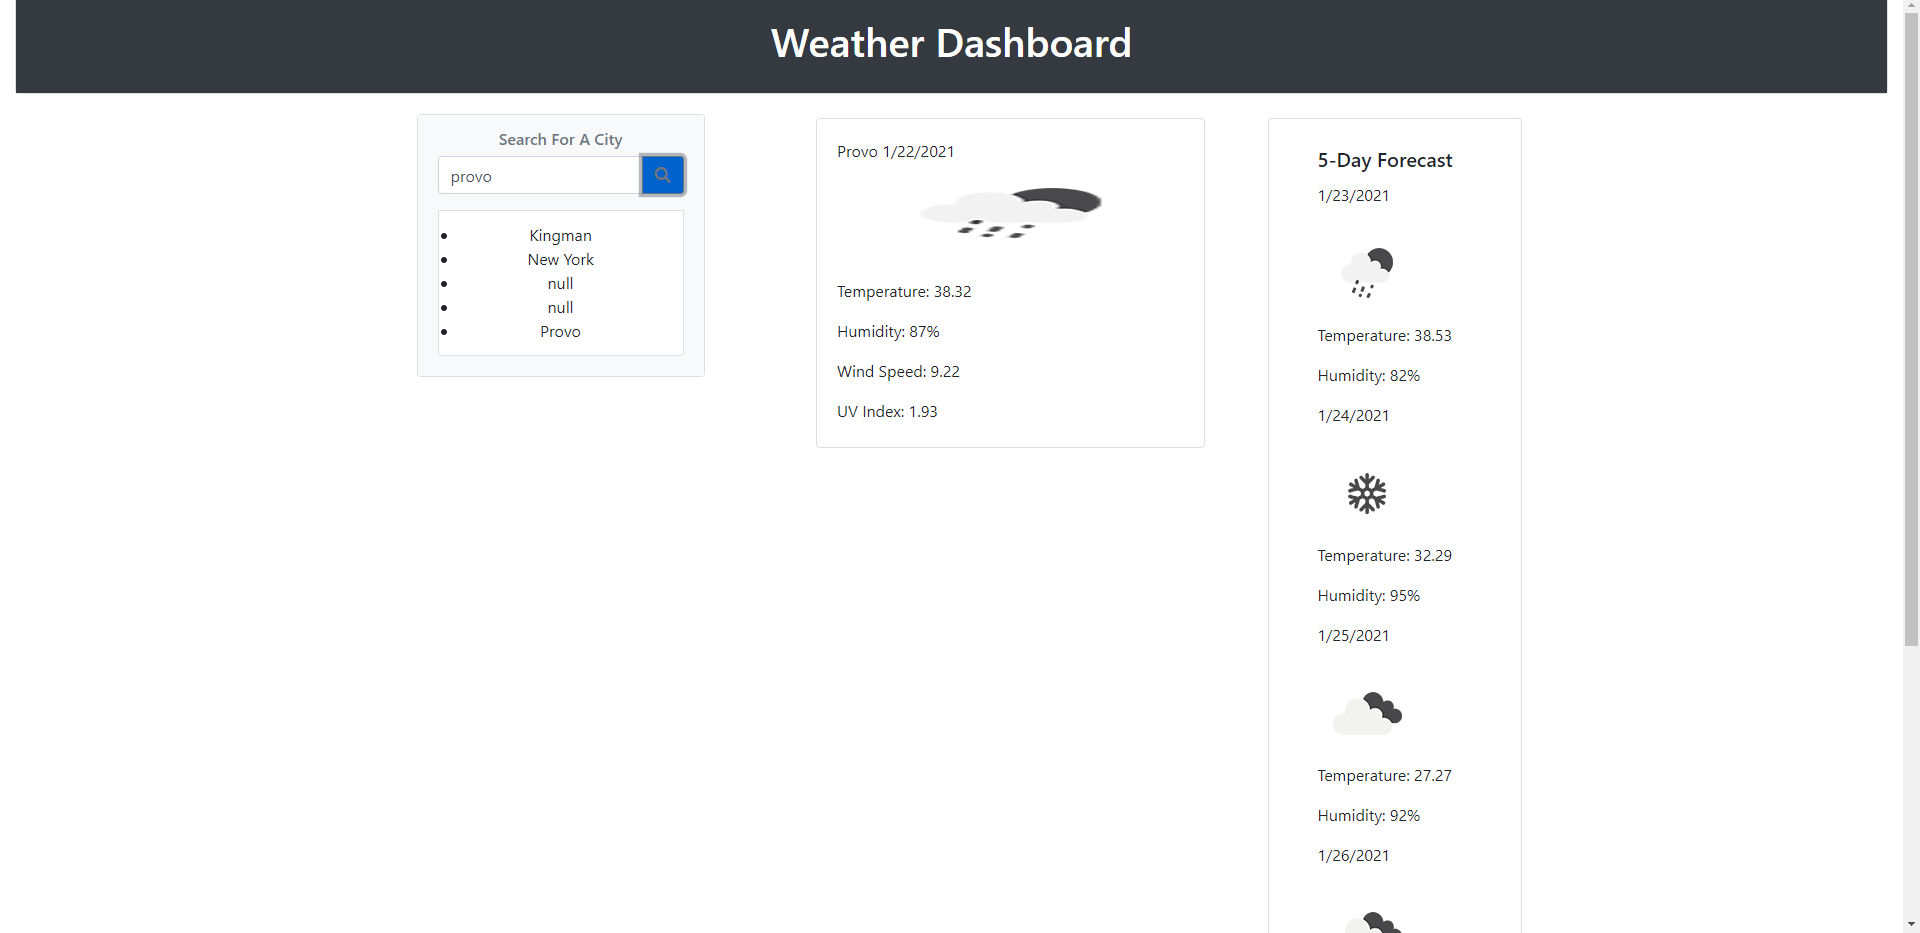 Weather Dashboard
Search For A City
provo
Kingman
New York
null
null
Provo
Provo 1/22/2021
Temperature: 38.32
Humidity: 87%
Wind Speed: 9.22
UV Index: 1.93
5-Day Forecast
1/23/2021
Temperature: 38.53
Humidity: 82%
1/24/2021
Temperature: 32.29
Humidity: 95%
1/25/2021
Temperature: 27.27
Humidity: 92%
1/26/2021